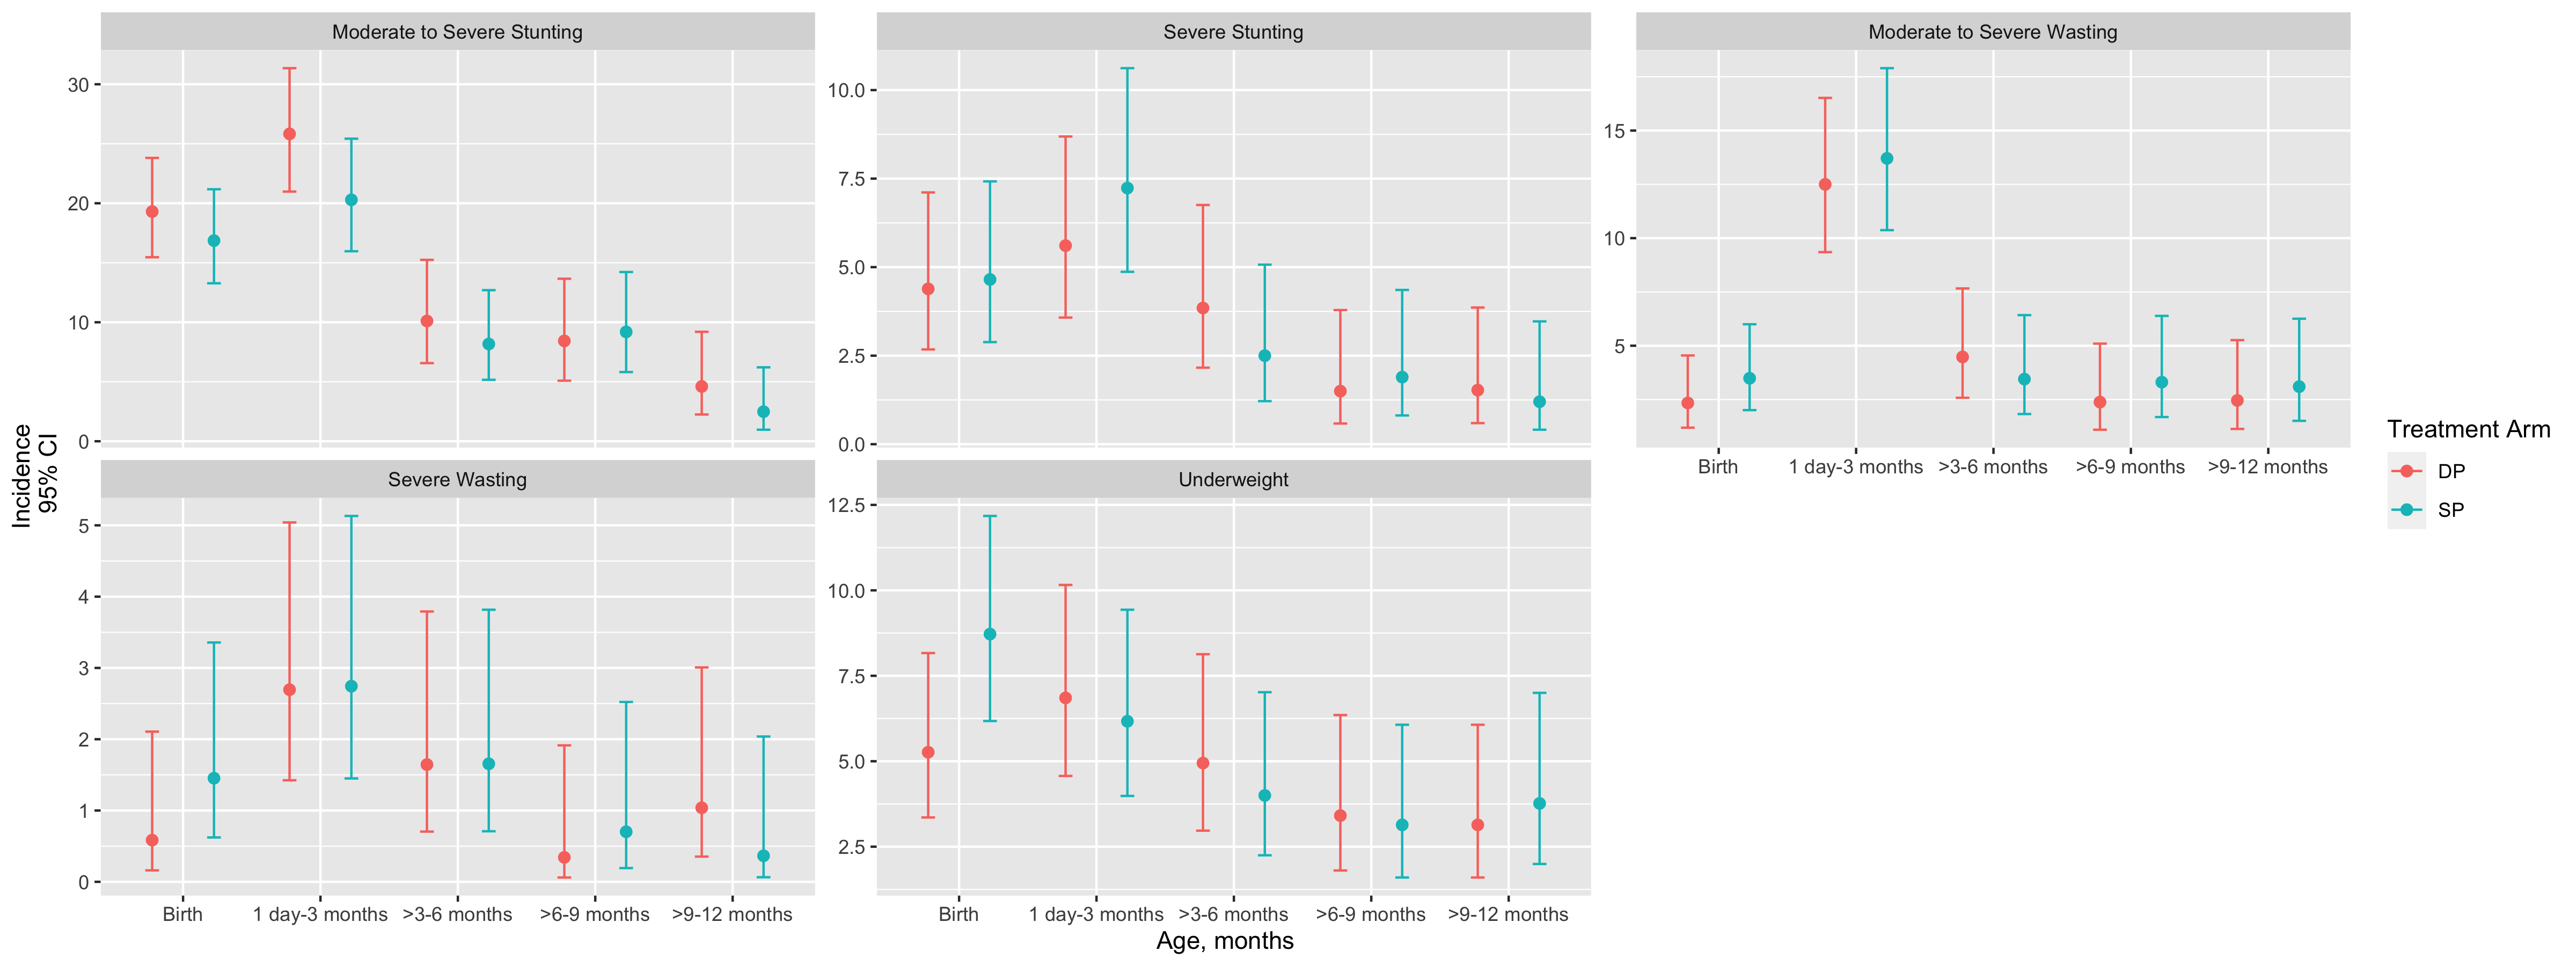 Moderate to Severe Stunting
Severe Stunting
Moderate to Severe Wasting
30
20
10
0
10.0
7.5
5.0
2.5
0.0
15
10
5
Birth
1 day-3 months
>3-6 months
>6-9 months
>9-12 months
Severe Wasting
Underweight
5
4
3
2
1
0
12.5
10.0
7.5
5.0
2.5
Birth
1 day-3 months
>3-6 months
>6-9 months
>9-12 months
Birth
1 day-3 months
>3-6 months
>6-9 months
>9-12 months
Incidence
95% CI
Age, months
Treatment Arm
DP
SP